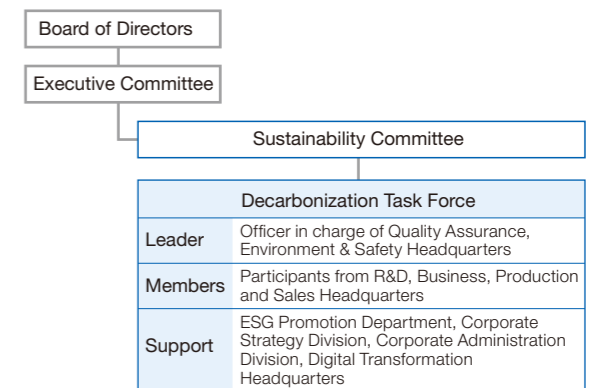 Board of Directors
Executive Committee
Sustainability Committee
Decarbonization Task Force
Leader
Officer in charge of Quality Assurance,
Environment & Safety Headquarters
Members
Participants from R&D, Business, Production
and Sales Headquarters
Support
ESG Promotion Department, Corporate
Strategy Division, Corporate Administration
Division, Digital Transformation
Headquarters